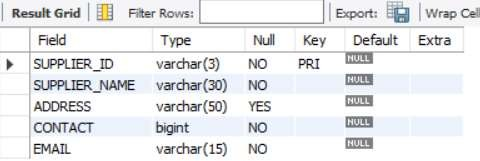 Result Grid Filter Rows: Export: Wrap Cell
Field Type Null Key Default Extra
SUPPLIER_ID varchar(3) NO PRI NULL
SUPPLIER_NAME varchar(30) NO NULL
ADDRESS varchar(50) YES NULL
CONTACT bigint NO NULL
EMAIL varchar(15) NO NULL